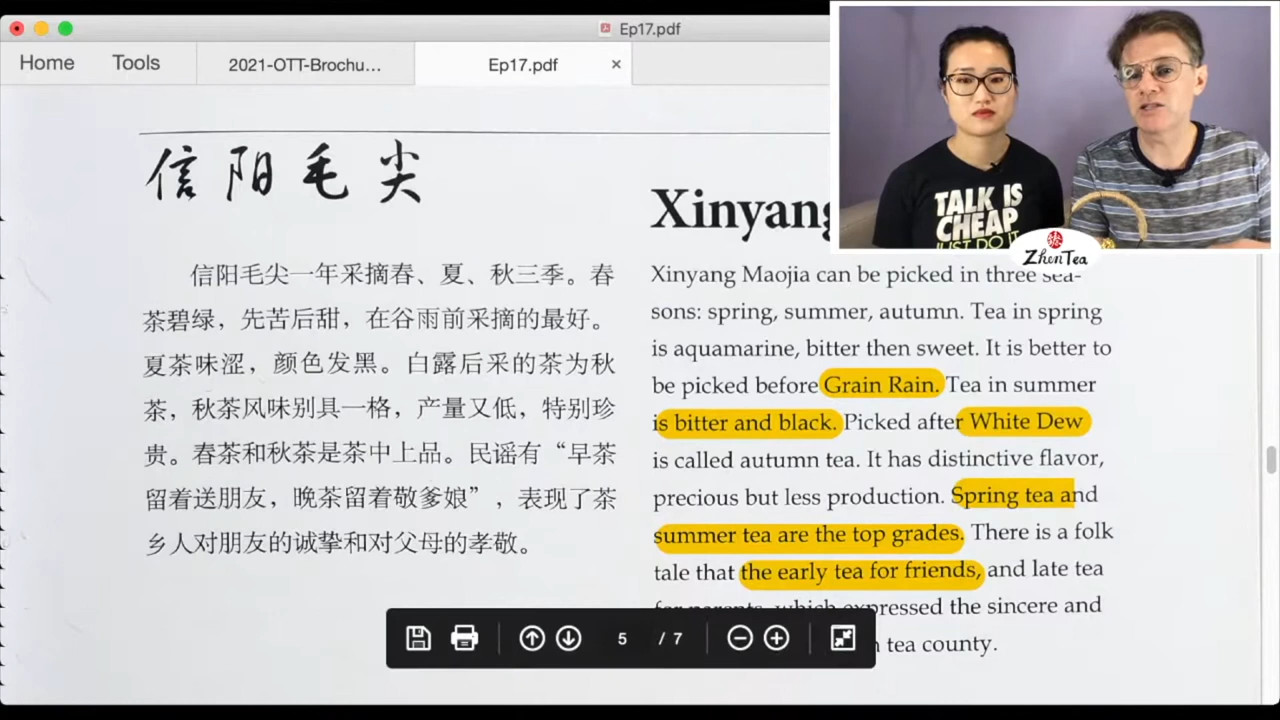 Ep17.pdf
Home
Tools
2021-OTT-Brochu...
Ep17.pdf
×
信阳毛尖
信阳毛尖一年采摘春、夏、秋三季。春
茶碧绿，先苦后甜，在谷雨前采摘的最好。
夏茶味涩，颜色发黑。白露后采的茶为秋
茶，秋茶风味别具一格，产量又低，特别珍
贵。春茶和秋茶是茶中上品。民谣有“早茶
留着送朋友，晚茶留着敬爹娘”，表现了茶
乡人对朋友的诚挚和对父母的孝敬。
Xinyang
Xinyang Maojia can be picked in three sea-
sons: spring, summer, autumn. Tea in spring
is aquamarine, bitter then sweet. It is better to
be picked before Grain Rain. Tea in summer
is bitter and black. Picked after White Dew
is called autumn tea. It has distinctive flavor,
precious but less production. Spring tea and
summer tea are the top grades. There is a folk
tale that the early tea for friends, and late tea
for parents, which expressed the sincere and
tea county.
5 / 7
TALK IS
CHEAP
JUST DO IT
ZhenTea